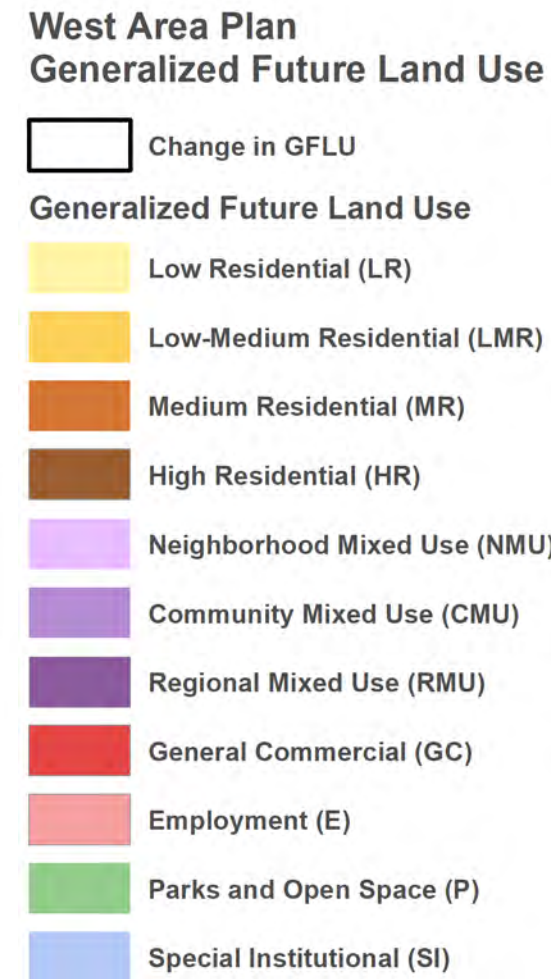 West Area Plan
Generalized Future Land Use
Change in GFLU
Generalized Future Land Use
Low Residential (LR)
Low-Medium Residential (LMR)
Medium Residential (MR)
High Residential (HR)
Neighborhood Mixed Use (NMU)
Community Mixed Use (CMU)
Regional Mixed Use (RMU)
General Commercial (GC)
Employment (E)
Parks and Open Space (P)
Special Institutional (SI)